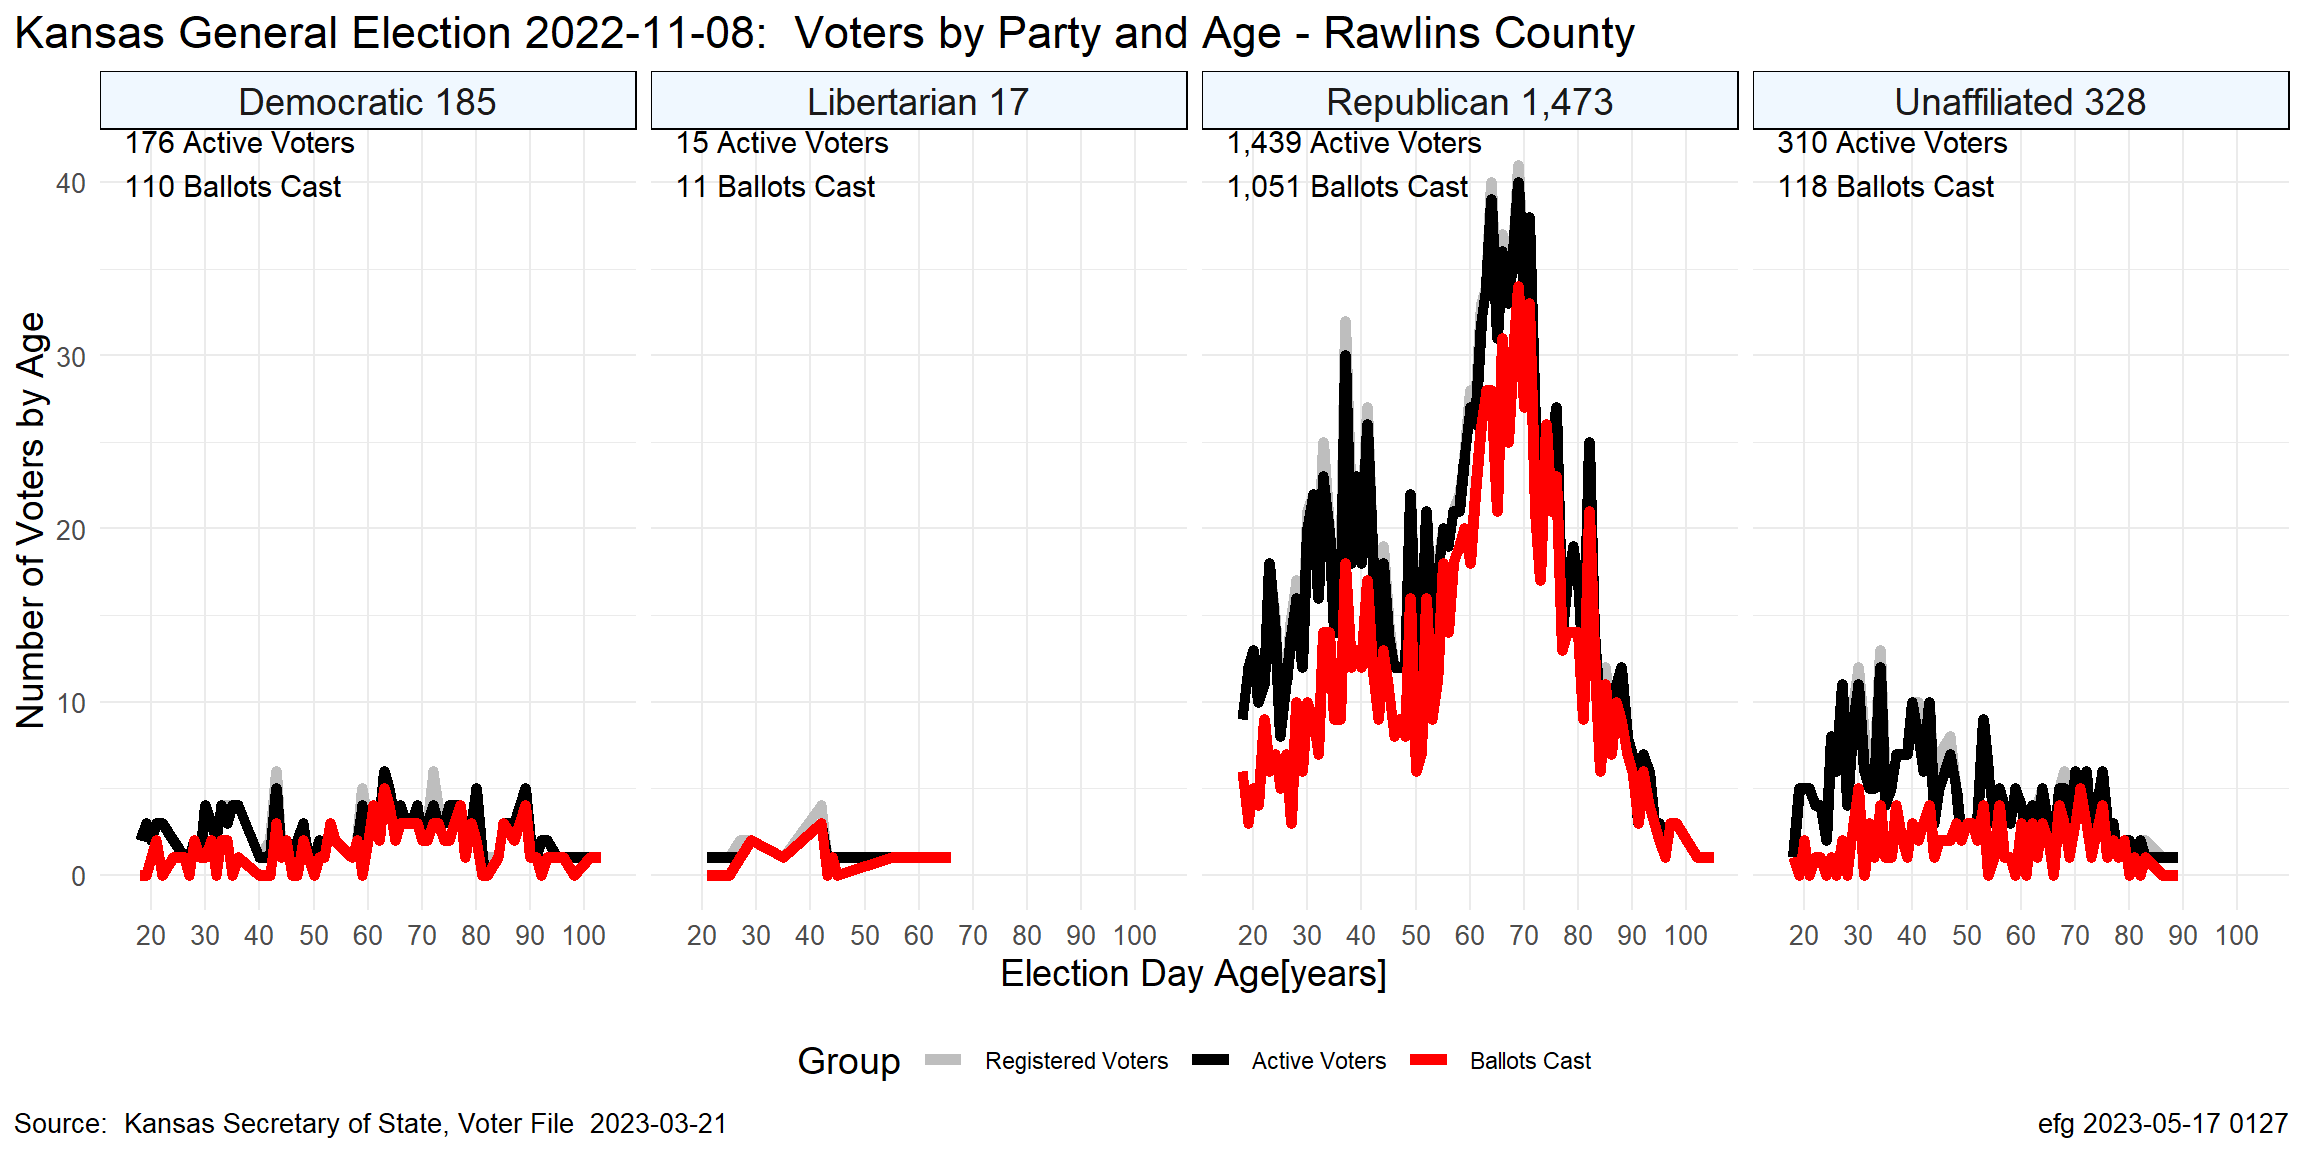 Kansas General Election 2022-11-08:  Voters by Party and Age - Rawlins County
Democratic 185
Libertarian 17
Republican 1,473
Unaffiliated 328
176 Active Voters
110 Ballots Cast
15 Active Voters
11 Ballots Cast
1,439 Active Voters
1,051 Ballots Cast
310 Active Voters
118 Ballots Cast
Number of Voters by Age
40
30
20
10
0
20 30 40 50 60 70 80 90 100
20 30 40 50 60 70 80 90 100
20 30 40 50 60 70 80 90 100
20 30 40 50 60 70 80 90 100
Election Day Age[years]
Group Registered Voters Active Voters Ballots Cast
Source:  Kansas Secretary of State, Voter File  2023-03-21
efg 2023-05-17 0127